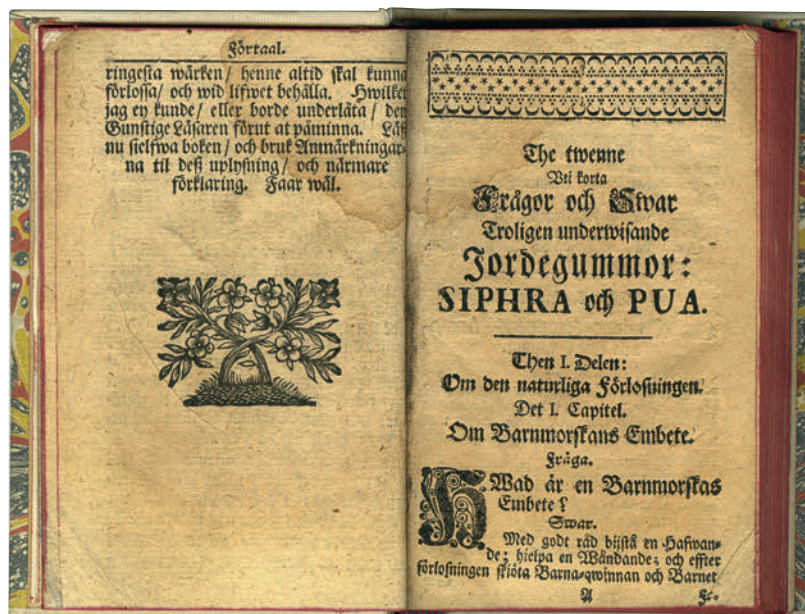 Förtaal.
ringesta wärken / henne altid skal kunna
förlossa / och wid lifwet behålla. Hwilket
jag ey kunde / eller borde underlåta / den
Gunstige Läsaren förut at påminna. Läs
nu sielfwa boken / och bruk Anmärkningar-
na til deß uplysning / och närmare
förklaring. Faar wäl.
The twenne
Uti korta
Frågor och Swar
Troligen underwisande
Jordegummor:
SIPHRA och PUA.
Then I. Delen:
Om den naturliga Förloßningen.
Det I. Capitel.
Om Barnmorskans Embete.
Fråga.
HWad är en Barnmorskas
Embete?
Swar.
Med godt råd bijstå en Hafwan-
de; hielpa en Wåndande; och effter
förlosningen skiöta Barna-qwinnan och Barnet
A